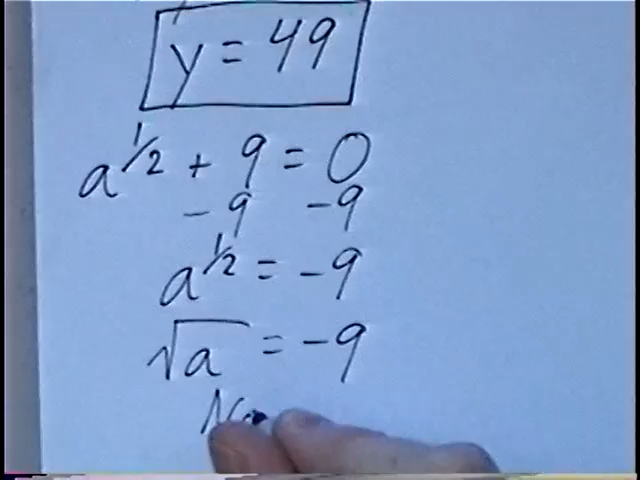 y = 49
a^1/2 + 9 = 0
- 9 - 9
a^1/2 = - 9
√a = - 9